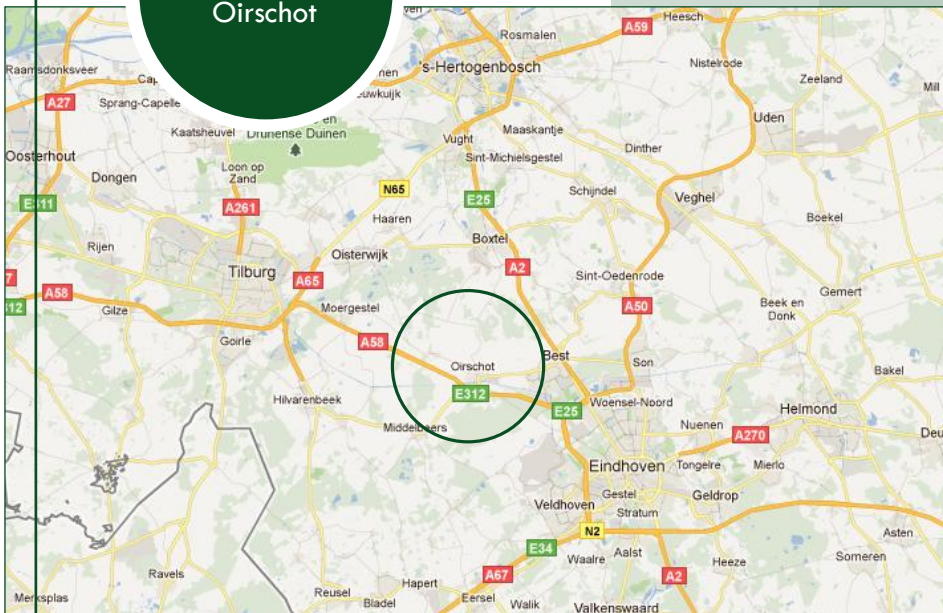 Oirschot
Heesch
A59
Rosmalen
's-Hertogenbosch
Nistelrode
Raamsdonksveer
Zeeland
Mill
A27
Sprang-Capelle
Uden
Kaatsheuvel
Drunense Duinen
Maaskantje
Vught
Dinther
Oosterhout
Sint-Michielsgestel
Loon op
Zand
Dongen
N65
Schijndel
Veghel
E311
A261
E25
Haaren
Boekel
Rijen
Boxtel
Oisterwijk
Tilburg
A2
Sint-Oedenrode
A65
A58
Gemert
Gilze
Moergestel
A50
Beek en
Donk
Goirle
A58
Best
Son
Oirschot
Bakel
Hilvarenbeek
E312
Woensel-Noord
E25
Helmond
Middelbeers
Nuenen
A270
Eindhoven
Tongelre
Mierlo
Gestel
Geldrop
Veldhoven
Stratum
N2
Asten
E34
Aalst
Waalre
Heeze
Someren
Ravels
A67
A2
Hapert
Merksplas
Reusel
Eersel
Bladel
Walik
Valkenswaard